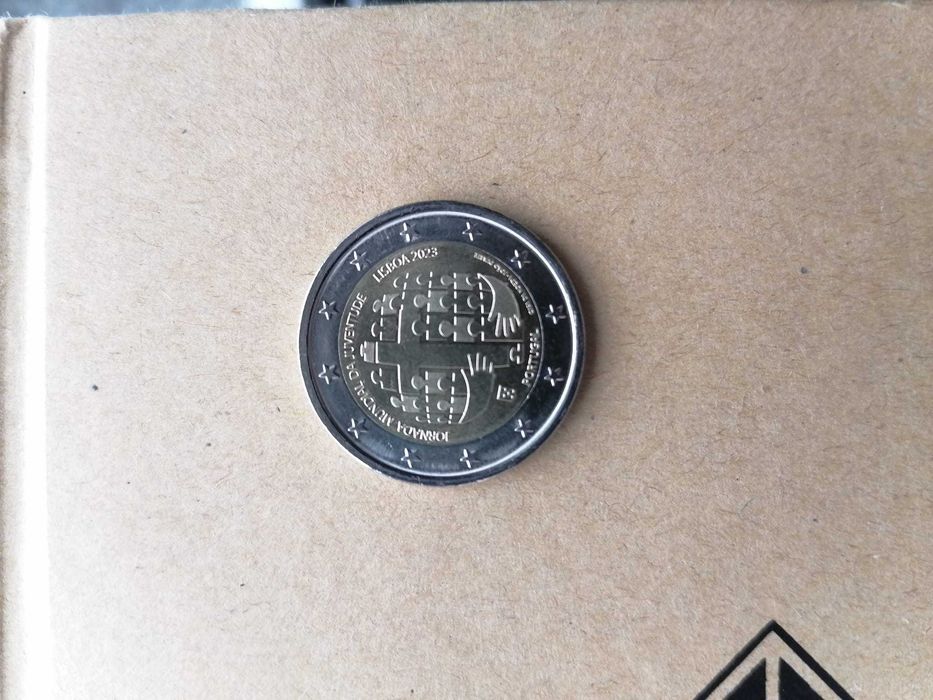 JORNADA MUNDIAL DA JUVENTUDE
LISBOA 2023
PORTUGAL